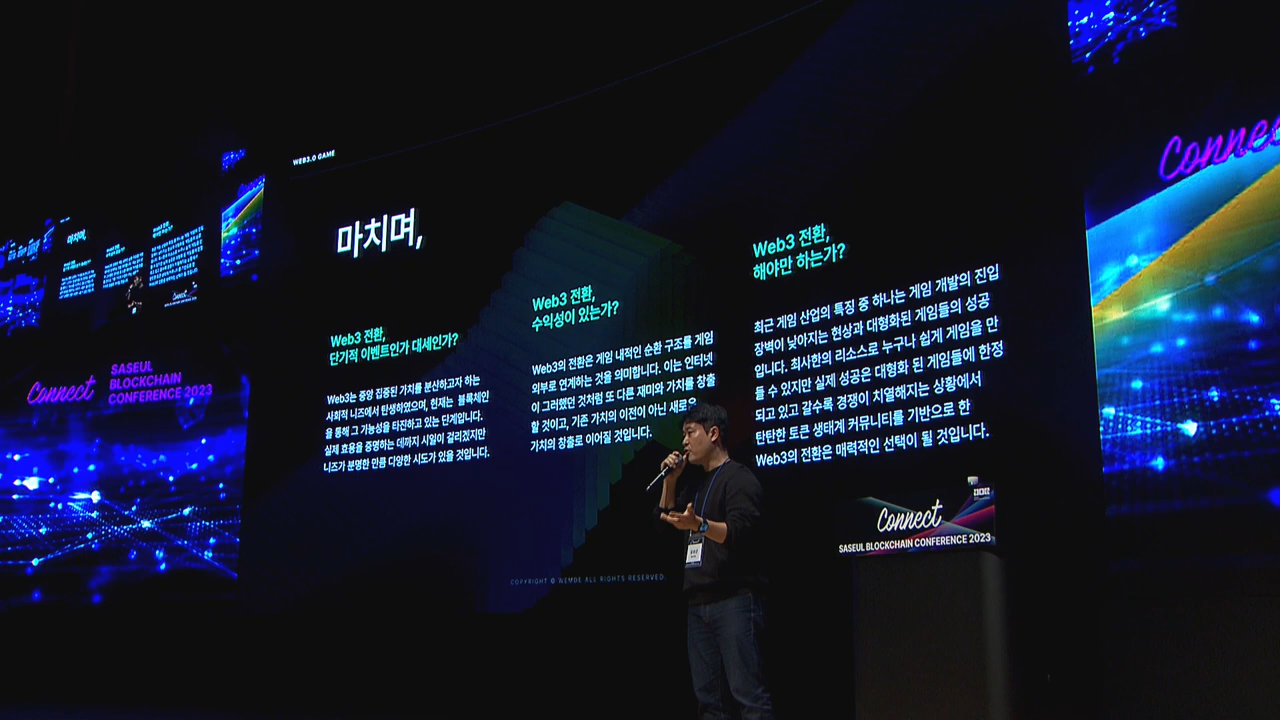 WEB3.0 GAME
마치며,
Web3 전환,
단기적 이벤트인가 대세인가?
Web3는 중앙 집중된 가치를 분산하고자 하는
사회적 니즈에서 탄생하였으며, 현재는 블록체인
을 통해 그 가능성을 타진하고 있는 단계입니다.
실제 효용을 증명하는 데까지 시일이 걸리겠지만
니즈가 분명한 만큼 다양한 시도가 있을 것입니다.
Web3 전환,
수익성이 있는가?
Web3의 전환은 게임 내적인 순환 구조를 게임
외부로 연계하는 것을 의미합니다. 이는 인터넷
이 그러했던 것처럼 또 다른 재미와 가치를 창출
할 것이고, 기존 가치의 이전이 아닌 새로운
가치의 창출로 이어질 것입니다.
Web3 전환,
해야만 하는가?
최근 게임 산업의 특징 중 하나는 게임 개발의 진입
장벽이 낮아지는 현상과 대형화된 게임들의 성공
입니다. 최사한의 리소스로 누구나 쉽게 게임을 만
들 수 있지만 실제 성공은 대형화 된 게임들에 한정
되고 있고 갈수록 경쟁이 치열해지는 상황에서
탄탄한 토큰 생태계 커뮤니티를 기반으로 한
Web3의 전환은 매력적인 선택이 될 것입니다.
COPYRIGHT © ALL RIGHTS RESERVED.
Connect
SASEUL
BLOCKCHAIN
CONFERENCE 2023
Connect
SASEUL BLOCKCHAIN CONFERENCE 2023
Connec